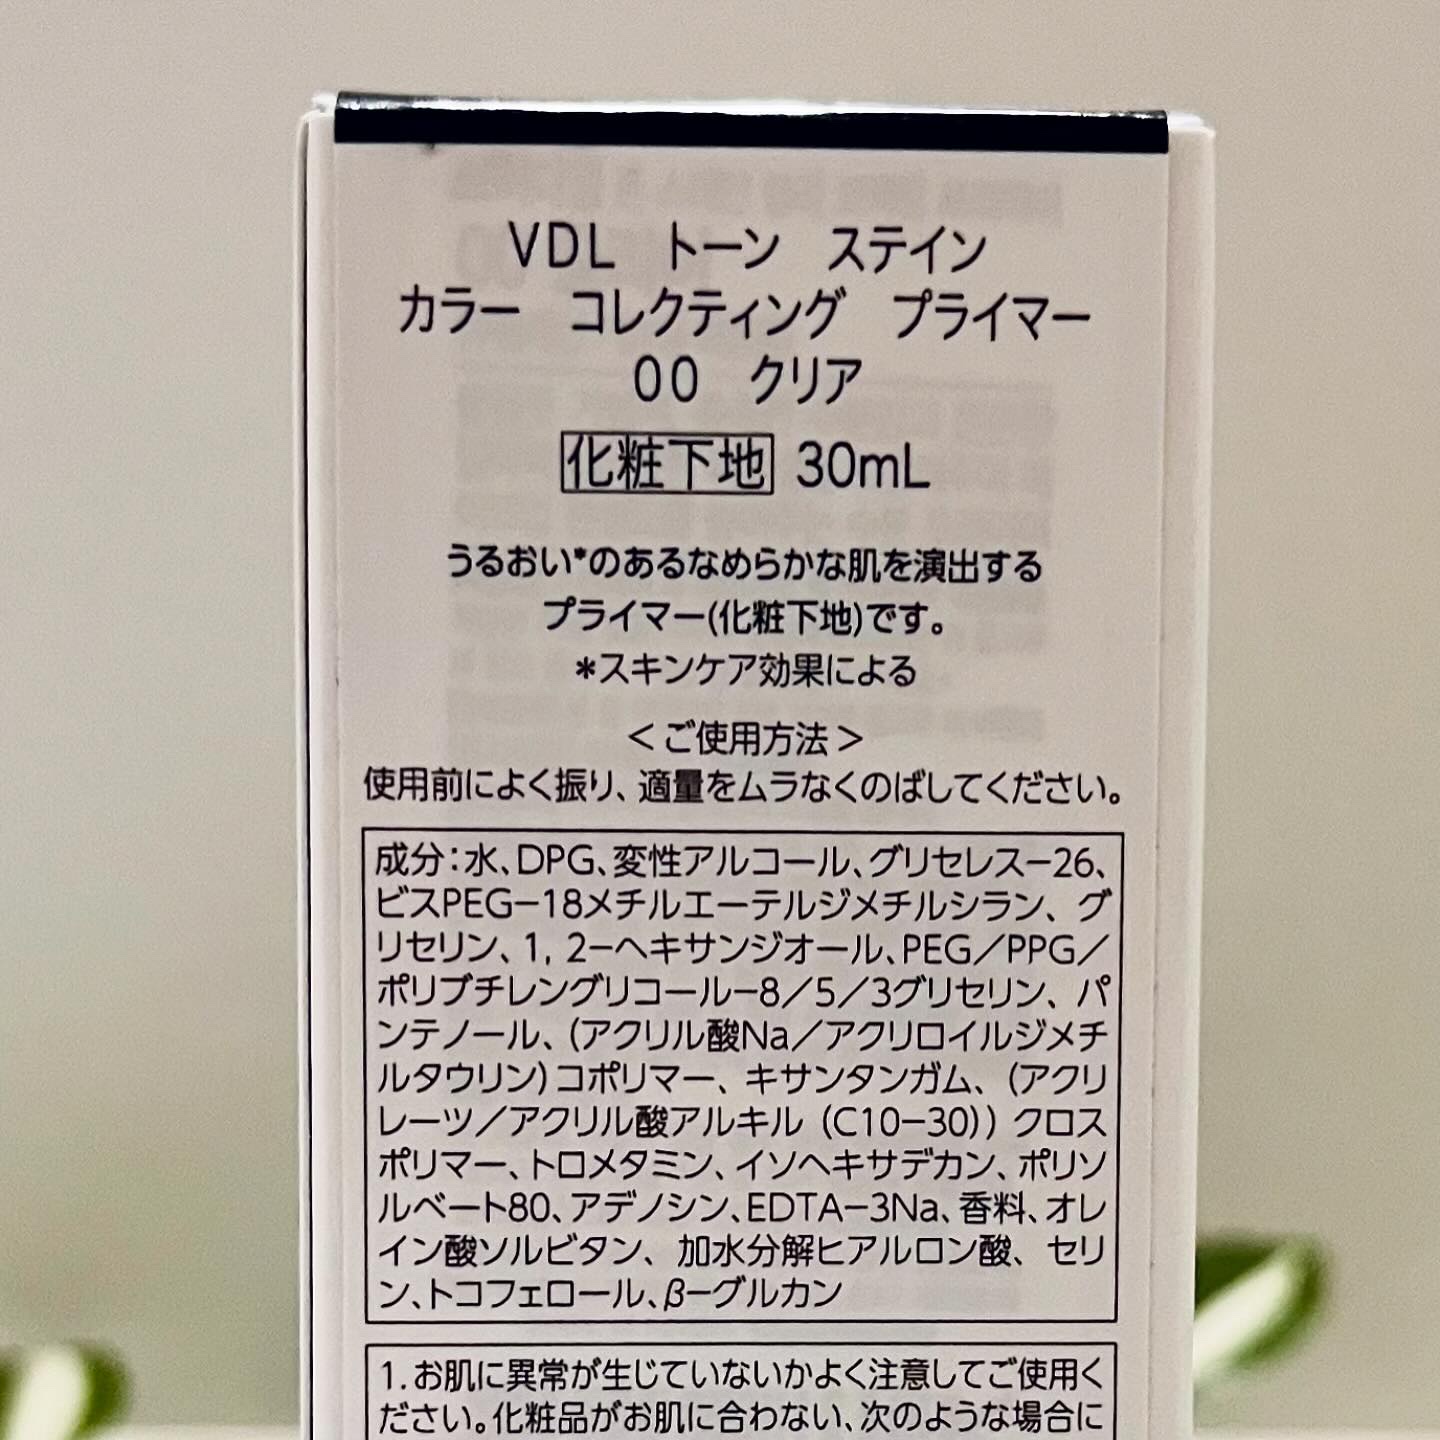 VDL トーン ステイン
カラー コレクティング プライマー
00 クリア
化粧下地 30mL
うるおい*のあるなめらかな肌を演出する
プライマー(化粧下地)です。
*スキンケア効果による
＜ご使用方法＞
使用前によく振り、適量をムラなくのばしてください。
成分：水、DPG、変性アルコール、グリセレス－26、
ビスPEG－18メチルエーテルジメチルシラン、グ
リセリン、1，2－ヘキサンジオール、PEG／PPG／
ポリブチレングリコール－8／5／3グリセリン、パ
ンテノール、（アクリル酸Na／アクリロイルジメチ
ルタウリン）コポリマー、キサンタンガム、（アクリ
レーツ／アクリル酸アルキル（C10－30））クロス
ポリマー、トロメタミン、イソヘキサデカン、ポリソ
ルベート80、アデノシン、EDTA－3Na、香料、オレ
イン酸ソルビタン、加水分解ヒアルロン酸、セリ
ン、トコフェロール、β－グルカン
1.お肌に異常が生じていないかよく注意してご使用く
ださい。化粧品がお肌に合わない、次のような場合に